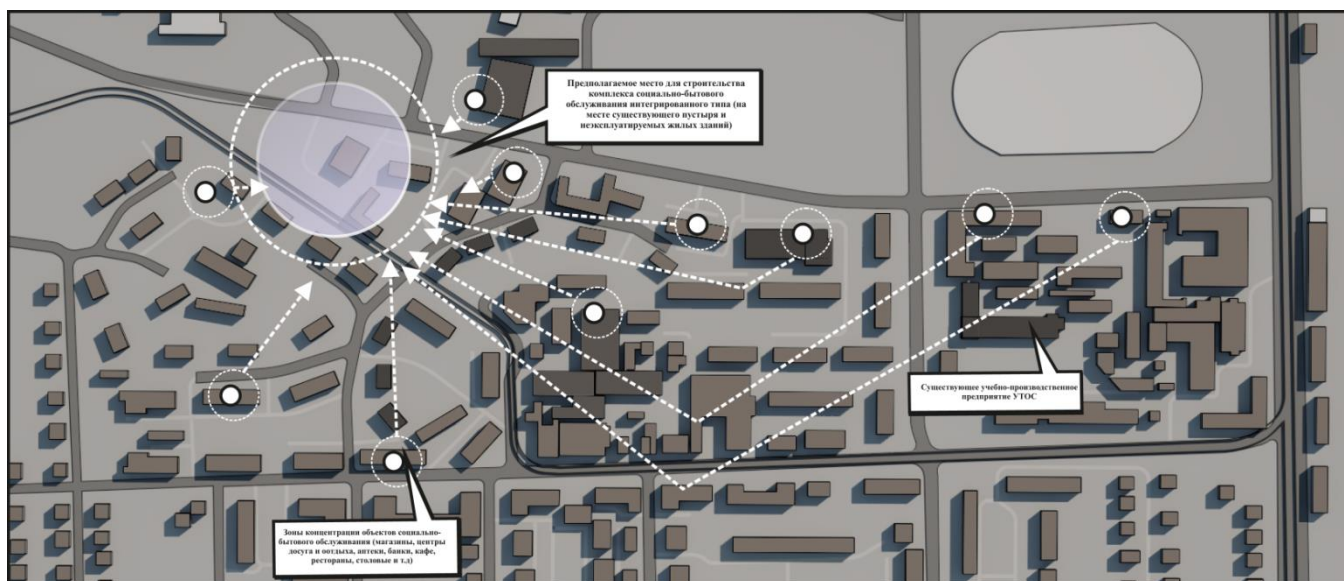 Предполагаемое место для строительства
комплекса социально-бытового
обслуживания интегрированного типа (на
месте существующего пустыря и
неэксплуатируемых жилых зданий)
Существующее учебно-производственное
предприятие УТОС
Зоны концентрации объектов социально-
бытового обслуживания (магазины, центры
досуга и оотдыха, аптеки, банки, кафе,
рестораны, столовые и т.д)